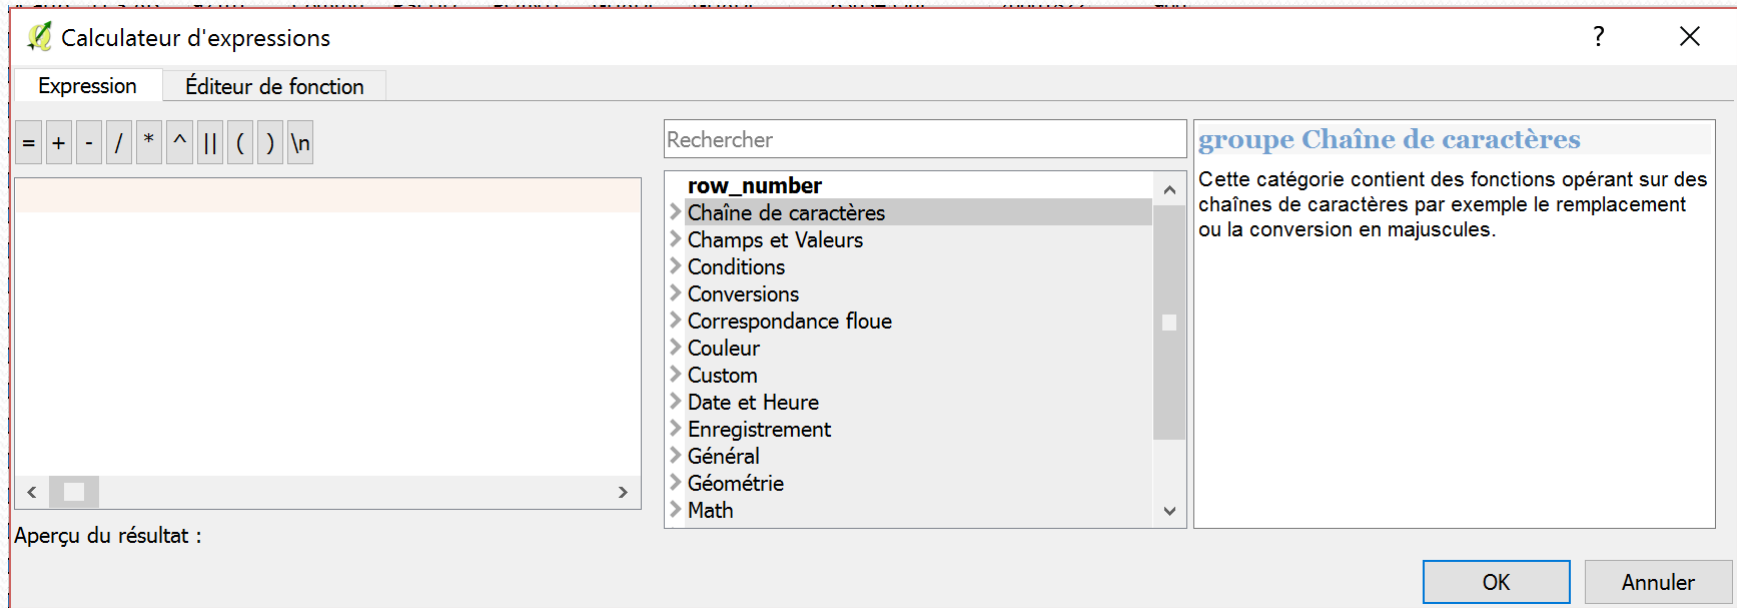 Calculateur d'expressions
?
Expression
Éditeur de fonction
= + - / * ^ || ( ) \n
Aperçu du résultat :
Rechercher
row_number
Chaîne de caractères
Champs et Valeurs
Conditions
Conversions
Correspondance floue
Couleur
Custom
Date et Heure
Enregistrement
Général
Géométrie
Math
groupe Chaîne de caractères
Cette catégorie contient des fonctions opérant sur des
chaînes de caractères par exemple le remplacement
ou la conversion en majuscules.
OK
Annuler